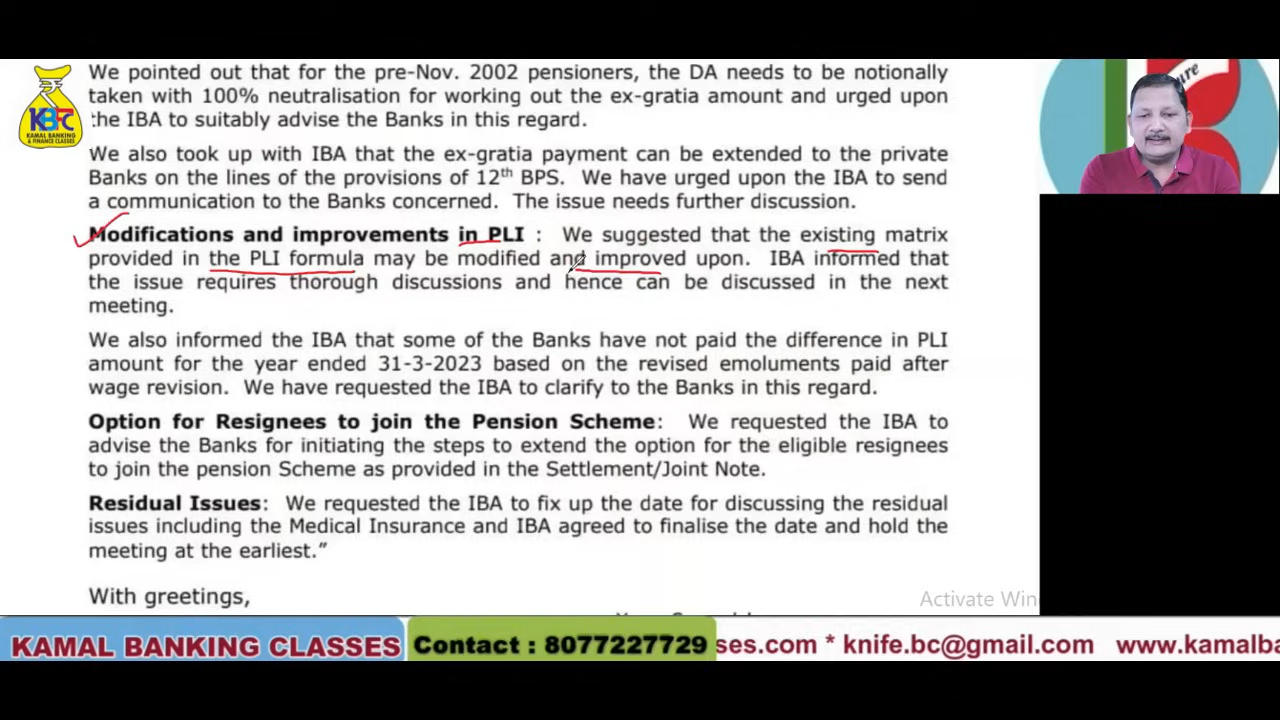 We pointed out that for the pre-Nov. 2002 pensioners, the DA needs to be notionally
taken with 100% neutralisation for working out the ex-gratia amount and urged upon
the IBA to suitably advise the Banks in this regard.
We also took up with IBA that the ex-gratia payment can be extended to the private
Banks on the lines of the provisions of 12th BPS. We have urged upon the IBA to send
a communication to the Banks concerned. The issue needs further discussion.
Modifications and improvements in PLI : We suggested that the existing matrix
provided in the PLI formula may be modified and improved upon. IBA informed that
the issue requires thorough discussions and hence can be discussed in the next
meeting.
We also informed the IBA that some of the Banks have not paid the difference in PLI
amount for the year ended 31-3-2023 based on the revised emoluments paid after
wage revision. We have requested the IBA to clarify to the Banks in this regard.
Option for Resignees to join the Pension Scheme: We requested the IBA to
advise the Banks for initiating the steps to extend the option for the eligible resignees
to join the pension Scheme as provided in the Settlement/Joint Note.
Residual Issues: We requested the IBA to fix up the date for discussing the residual
issues including the Medical Insurance and IBA agreed to finalise the date and hold the
meeting at the earliest.”
With greetings,
KBFC
KAMAL BANKING
& FINANCE CLASSES
Activate Win
KAMAL BANKING CLASSES
Contact : 8077227729
ses.com * knife.bc@gmail.com www.kamalba